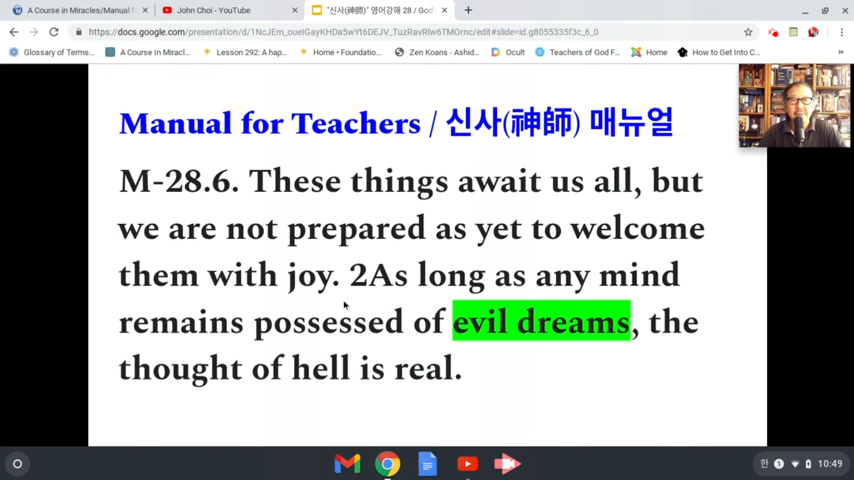 A Course in Miracles/Manual f
John Choi - YouTube
"신사(神師)" 영어강해 28 / God
https://docs.google.com/presentation/d/1NcJEm_oueIGayKHDa5wYt6DEJV_TuzRavRlw6TMOrnc/edit#slide=id.g8055335f3c_6_0
Glossary of Terms... A Course In Miracl... Lesson 292: A hap... Home • Foundatio... Zen Koans - Ashid... Ocult Teachers of God F... Home How to Get Into C... »
Manual for Teachers / 신사(神師) 매뉴얼
M-28.6. These things await us all, but
we are not prepared as yet to welcome
them with joy. 2As long as any mind
remains possessed of evil dreams, the
thought of hell is real.
한 1 10:49